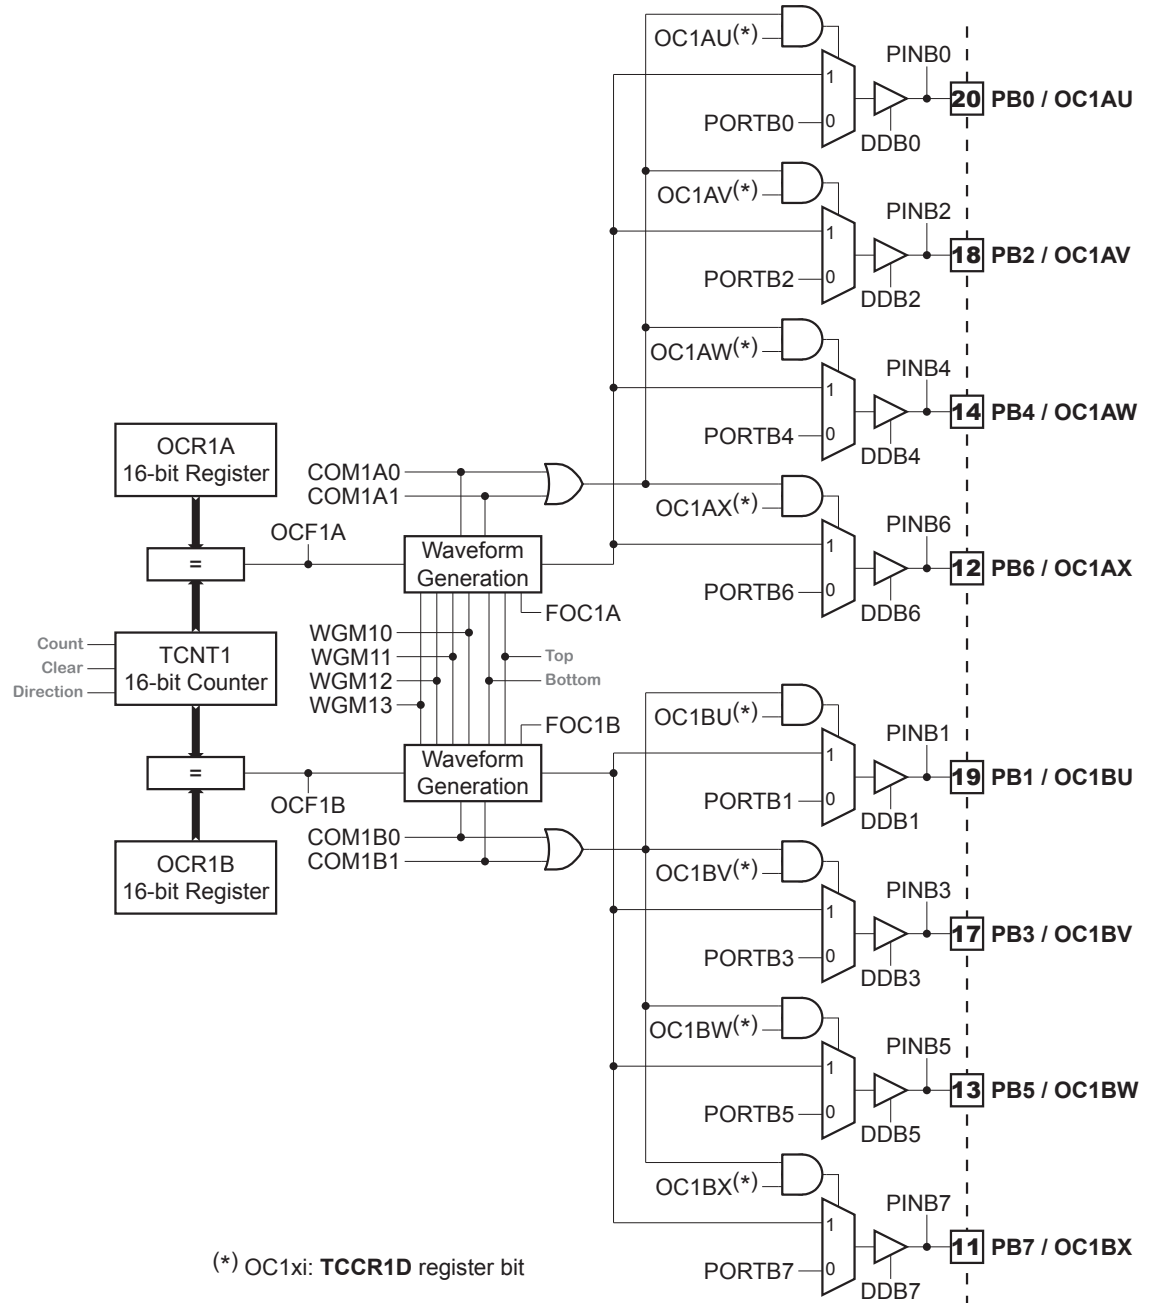 OC1AU(*)
PINB0
1
20 PB0 / OC1AU
PORTB0
0
DDB0
OC1AV(*)
PINB2
1
18 PB2 / OC1AV
PORTB2
0
DDB2
OC1AW(*)
PINB4
1
14 PB4 / OC1AW
PORTB4
0
DDB4
OCR1A
16-bit Register
COM1A0
COM1A1
OC1AX(*)
PINB6
OCF1A
Waveform
Generation
1
=
12 PB6 / OC1AX
PORTB6
0
DDB6
FOC1A
Count
Clear
Direction
TCNT1
16-bit Counter
WGM10
WGM11
WGM12
WGM13
Top
Bottom
FOC1B
OC1BU(*)
PINB1
Waveform
Generation
1
=
19 PB1 / OC1BU
OCF1B
PORTB1
0
DDB1
COM1B0
COM1B1
OCR1B
16-bit Register
OC1BV(*)
PINB3
1
17 PB3 / OC1BV
PORTB3
0
DDB3
OC1BW(*)
PINB5
1
13 PB5 / OC1BW
PORTB5
0
DDB5
OC1BX(*)
PINB7
1
11 PB7 / OC1BX
PORTB7
0
DDB7
(*) OC1xi: TCCR1D register bit